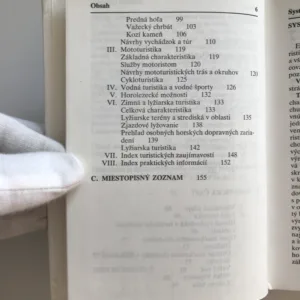 Obsah 6
Predná hoľa 99
Važecký chrbát 103
Kozí kameň 106
Návrhy vychádzok a túr 110
III. Mototuristika 119
Základná charakteristika 119
Služby motoristom 120
Návrhy mototuristických trás a okruhov 120
Cykloturistika 125
IV. Vodná turistika a vodné športy 126
V. Horolezecké možnosti 132
VI. Zimná a lyžiarska turistika 133
Celková charakteristika 133
Lyžiarske terény a strediská v oblasti 135
Zjazdové lyžovanie 138
Prehľad osobných horských dopravných zariadení 139
Lyžiarska turistika 142
VII. Index turistických zaujímavostí 148
VIII. Index praktických informácií 152
C. MIESTOPISNÝ ZOZNAM 155